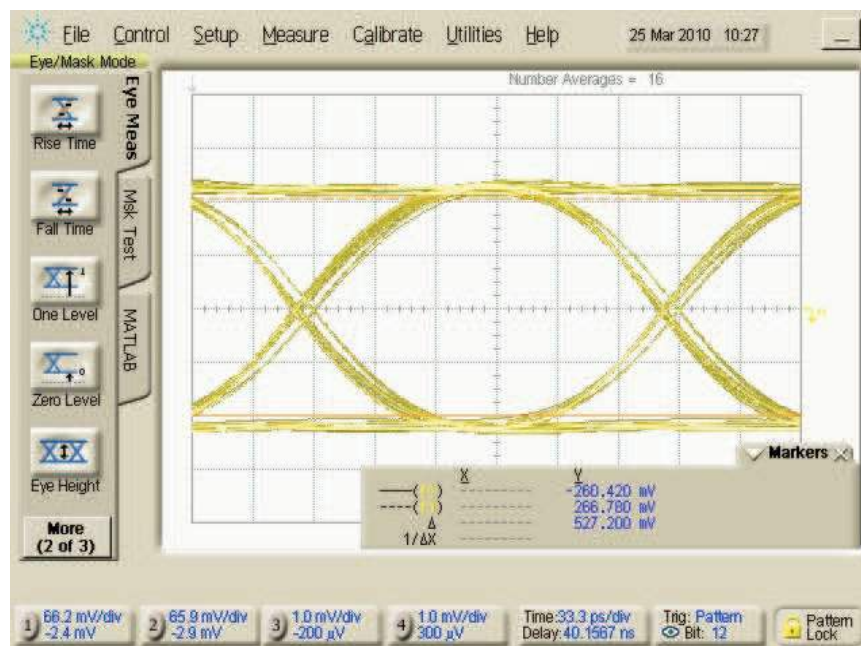 File Control Setup Measure Calibrate Utilities Help 25 Mar 2010 10:27
Eye/Mask Mode
Number Averages = 16
Eye Meas
Rise Time
Fall Time
Msk Test
One Level
MATLAB
Zero Level
Eye Height
More
(2 of 3)
Markers
X Y
-260.420 mV
266.780 mV
Δ 527.200 mV
1/ΔX
1) 66.2 mV/div
-2.4 mV
2) 65.9 mV/div
-2.9 mV
3) 1.0 mV/div
-200 µV
4) 1.0 mV/div
300 µV
Time:33.3 ps/div
Delay:40.1567 ns
Trig: Pattern
Bit: 12
Pattern
Lock